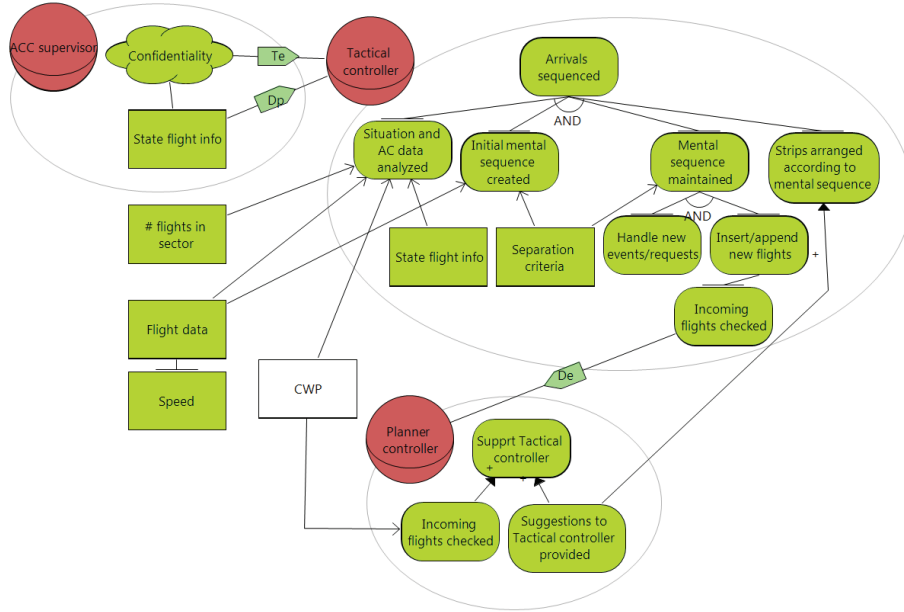 ACC supervisor
Confidentiality
Te
Tactical
controller
Arrivals
sequenced
Dp
AND
State flight info
Situation and
AC data
analyzed
Initial mental
sequence
created
Mental
sequence
maintained
Strips arranged
according to
mental sequence
# flights in
sector
AND
State flight info
Separation
criteria
Handle new
events/requests
Insert/append
new flights
+
Flight data
Incoming
flights checked
Speed
CWP
De
Planner
controller
Supprt Tactical
controller
+
+
Incoming
flights checked
Suggestions to
Tactical controller
provided